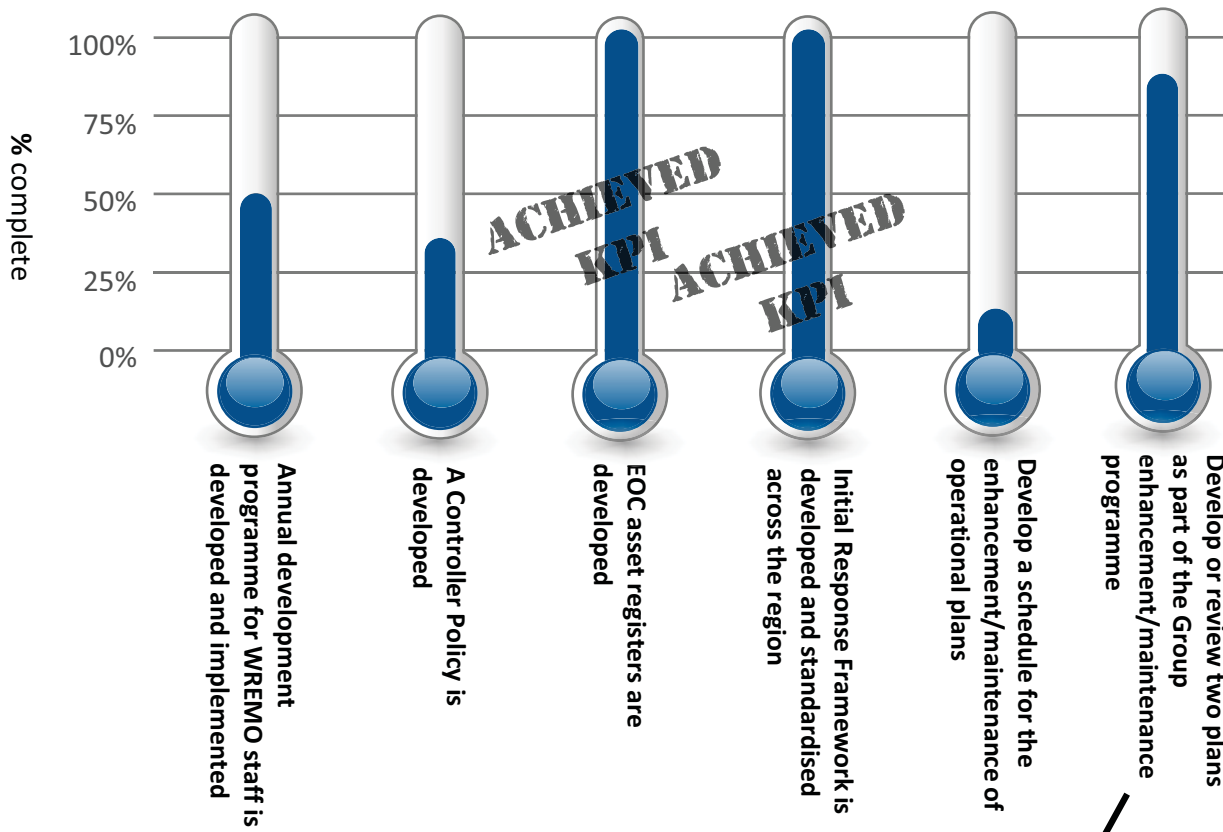 100%
75%
50%
25%
0%
% complete
ACHIEVED
KPI
ACHIEVED
KPI
Annual development
programme for WREMO staff is
developed and implemented
A Controller Policy is
developed
EOC asset registers are
developed
Initial Response Framework is
developed and standardised
across the region
Develop a schedule for the
enhancement/maintenance of
operational plans
Develop or review two plans
as part of the Group
enhancement/maintenance
programme